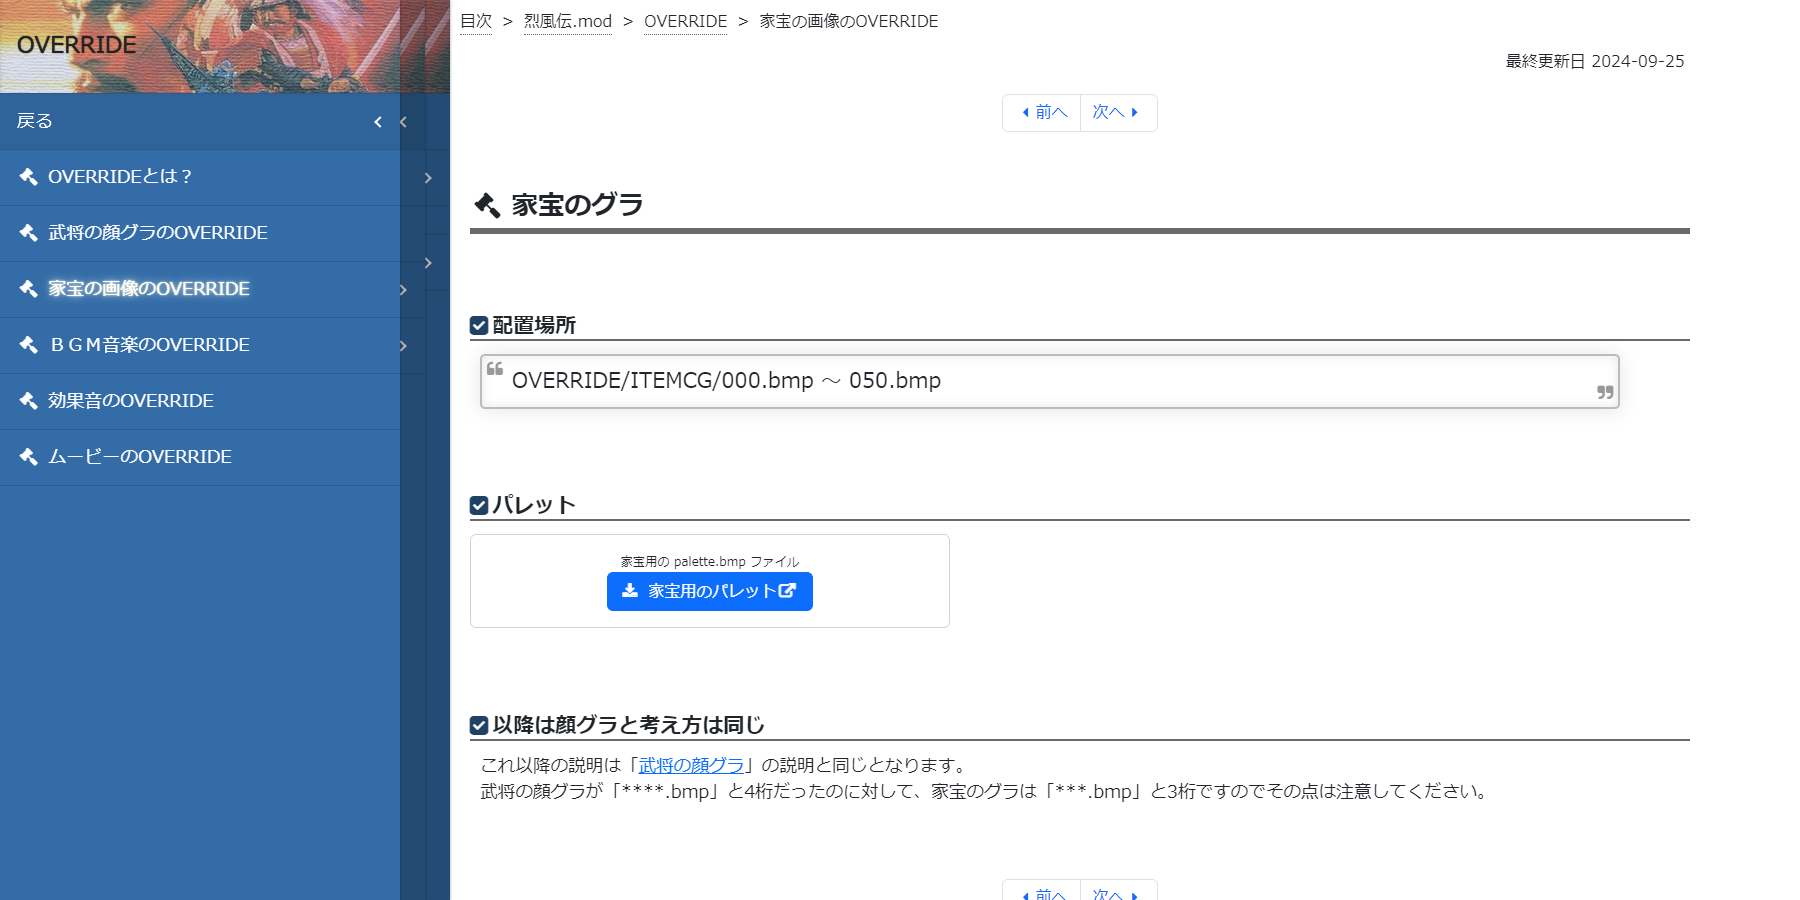 OVERRIDE
戻る
OVERRIDEとは？
武将の顔グラのOVERRIDE
家宝の画像のOVERRIDE
ＢＧＭ音楽のOVERRIDE
効果音のOVERRIDE
ムービーのOVERRIDE
目次 > 烈風伝.mod > OVERRIDE > 家宝の画像のOVERRIDE
最終更新日 2024-09-25
前へ 次へ
家宝のグラ
配置場所
OVERRIDE/ITEMCG/000.bmp ～ 050.bmp
パレット
家宝用の palette.bmp ファイル
家宝用のパレット
以降は顔グラと考え方は同じ
これ以降の説明は「武将の顔グラ」の説明と同じとなります。
武将の顔グラが「****.bmp」と4桁だったのに対して、家宝のグラは「***.bmp」と3桁ですのでその点は注意してください。
前へ 次へ